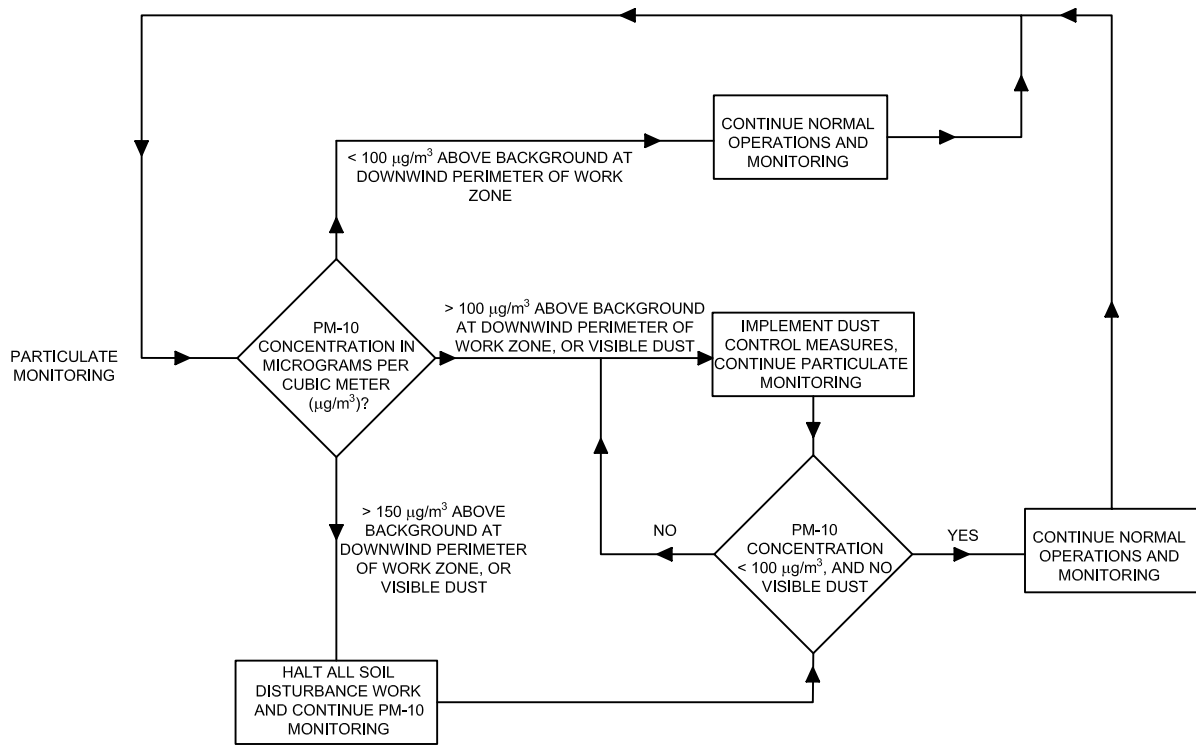 CONTINUE NORMAL
OPERATIONS AND
MONITORING
< 100 µg/m³ ABOVE BACKGROUND AT
DOWNWIND PERIMETER OF WORK
ZONE
PARTICULATE
MONITORING
PM-10
CONCENTRATION IN
MICROGRAMS PER
CUBIC METER
(µg/m³)?
> 100 µg/m³ ABOVE BACKGROUND
AT DOWNWIND PERIMETER OF
WORK ZONE, OR VISIBLE DUST
IMPLEMENT DUST
CONTROL MEASURES,
CONTINUE PARTICULATE
MONITORING
> 150 µg/m³ ABOVE
BACKGROUND AT
DOWNWIND PERIMETER
OF WORK ZONE, OR
VISIBLE DUST
NO
PM-10
CONCENTRATION
< 100 µg/m³, AND NO
VISIBLE DUST
YES
CONTINUE NORMAL
OPERATIONS AND
MONITORING
HALT ALL SOIL
DISTURBANCE WORK
AND CONTINUE PM-10
MONITORING